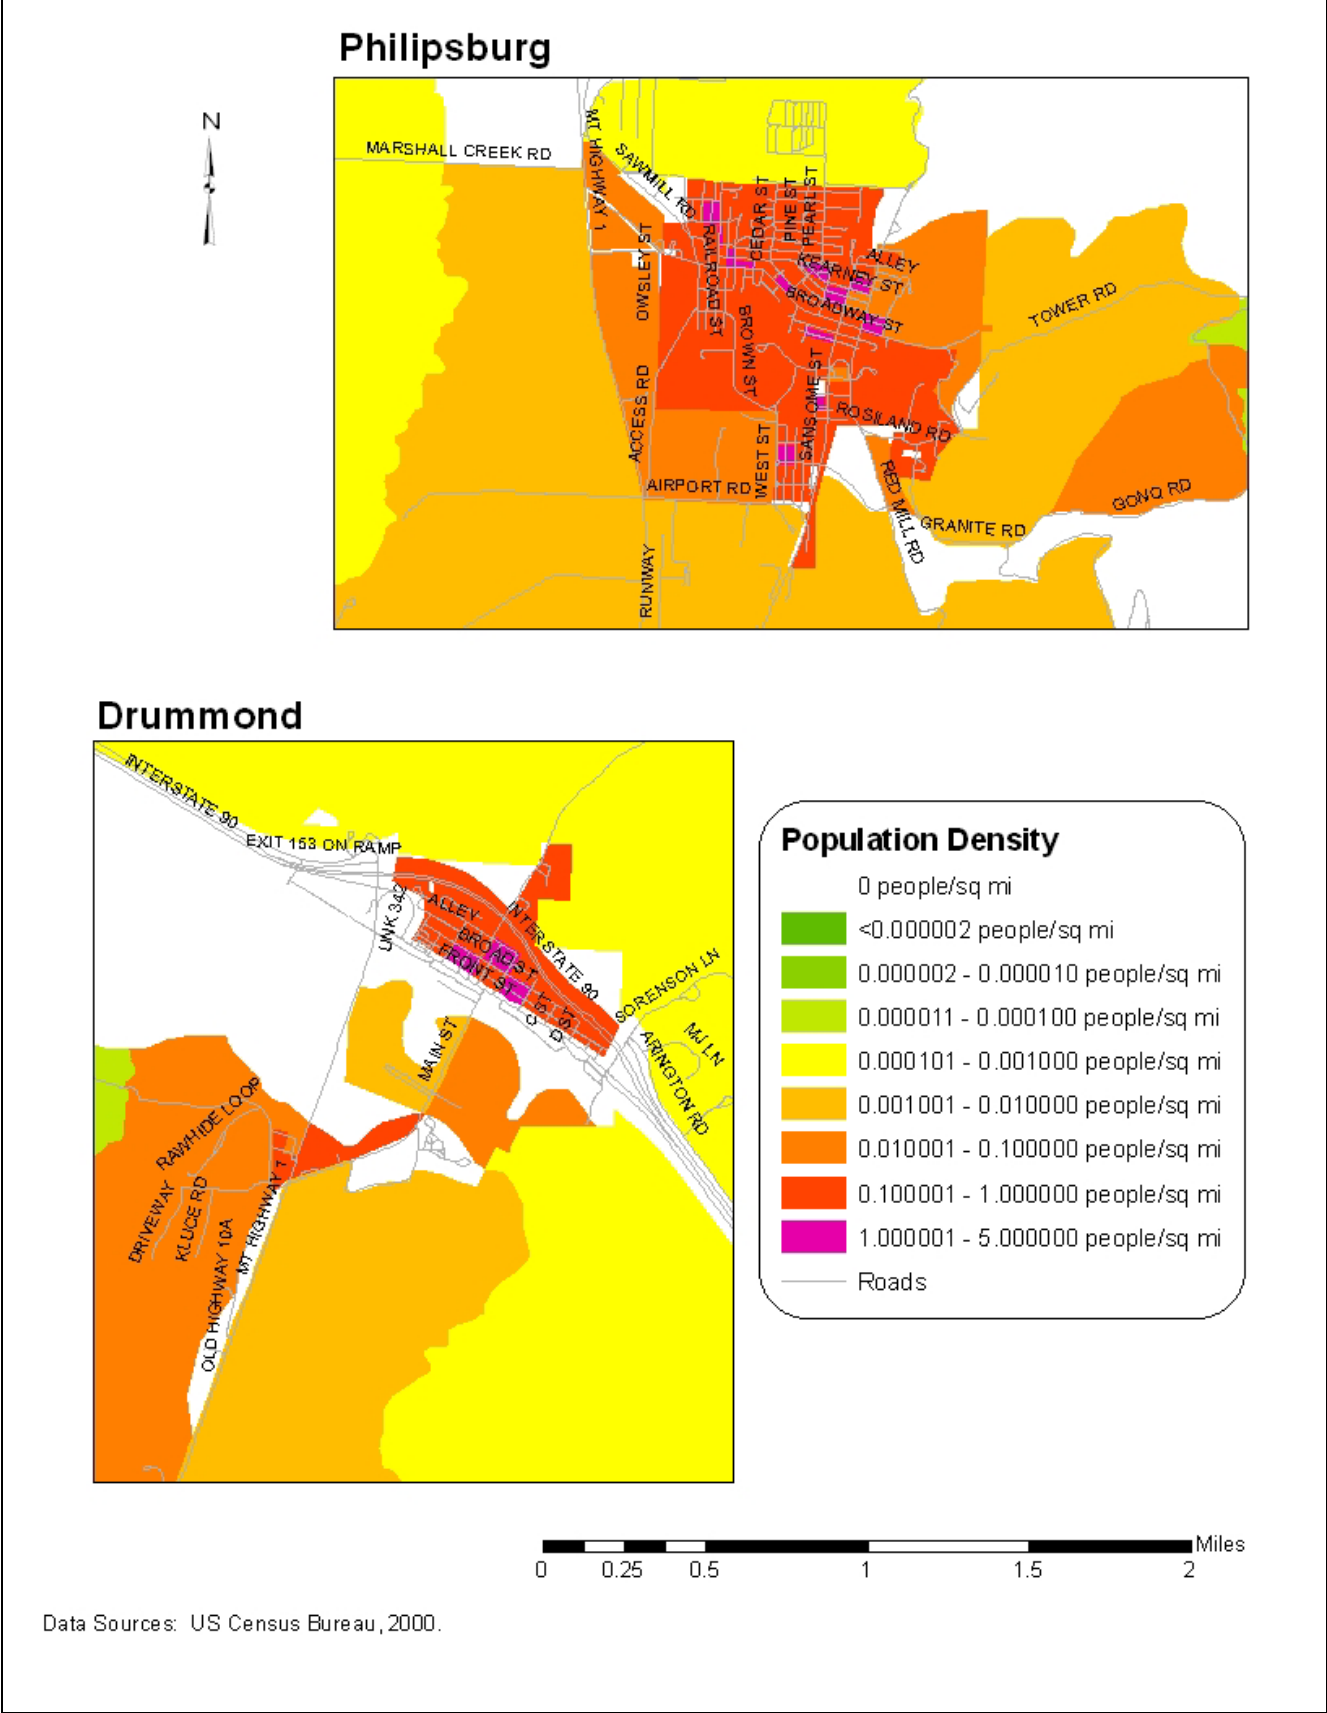 Philipsburg
N
MARSHALL CREEK RD
MT HIGHWAY 1
SAWMILL RD
OWSLEY ST
RAILROAD ST
CEDAR ST
PINE ST
PEARL ST
ALLEY
KEARNEY ST
BROADWAY ST
BROWN ST
TOWER RD
ACCESS RD
SANSOME ST
ROSILAND RD
WEST ST
AIRPORT RD
RED MILL RD
GRANITE RD
GONO RD
RUNWAY
Drummond
INTERSTATE 90
EXIT 153 ON RAMP
LINK 342
ALLEY
BROAD ST
FRONT ST
INTERSTATE 90
C ST
D ST
SORENSON LN
MJ LN
ARINGTON RD
MAIN ST
RAWHIDE LOOP
DRIVEWAY
KLUCE RD
OLD HIGHWAY 10A
MT HIGHWAY 1
Population Density
0 people/sq mi
<0.000002 people/sq mi
0.000002 - 0.000010 people/sq mi
0.000011 - 0.000100 people/sq mi
0.000101 - 0.001000 people/sq mi
0.001001 - 0.010000 people/sq mi
0.010001 - 0.100000 people/sq mi
0.100001 - 1.000000 people/sq mi
1.000001 - 5.000000 people/sq mi
Roads
Miles
0 0.25 0.5 1 1.5 2
Data Sources: US Census Bureau, 2000.